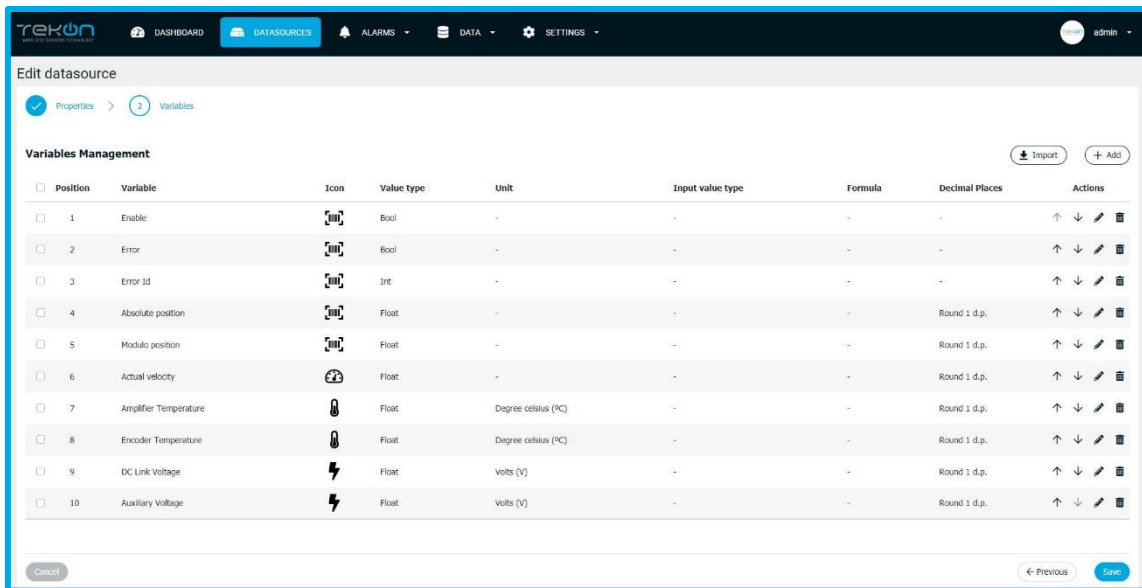 TEKON DASHBOARD DATASOURCES ALARMS DATA SETTINGS admin
WIRELESS SENSORS TECHNOLOGY
Edit datasource
Properties > 2 Variables
Variables Management Import + Add
Position Variable Icon Value type Unit Input value type Formula Decimal Places Actions
1 Enable Bool - - - -
2 Error Bool - - - -
3 Error Id Int - - - -
4 Absolute position Float - - - Round 1 d.p.
5 Modulo position Float - - - Round 1 d.p.
6 Actual velocity Float - - - Round 1 d.p.
7 Amplifier Temperature Float Degree celsius (ºC) - - Round 1 d.p.
8 Encoder Temperature Float Degree celsius (ºC) - - Round 1 d.p.
9 DC Link Voltage Float Volts (V) - - Round 1 d.p.
10 Auxiliary Voltage Float Volts (V) - - Round 1 d.p.
Cancel ← Previous Save